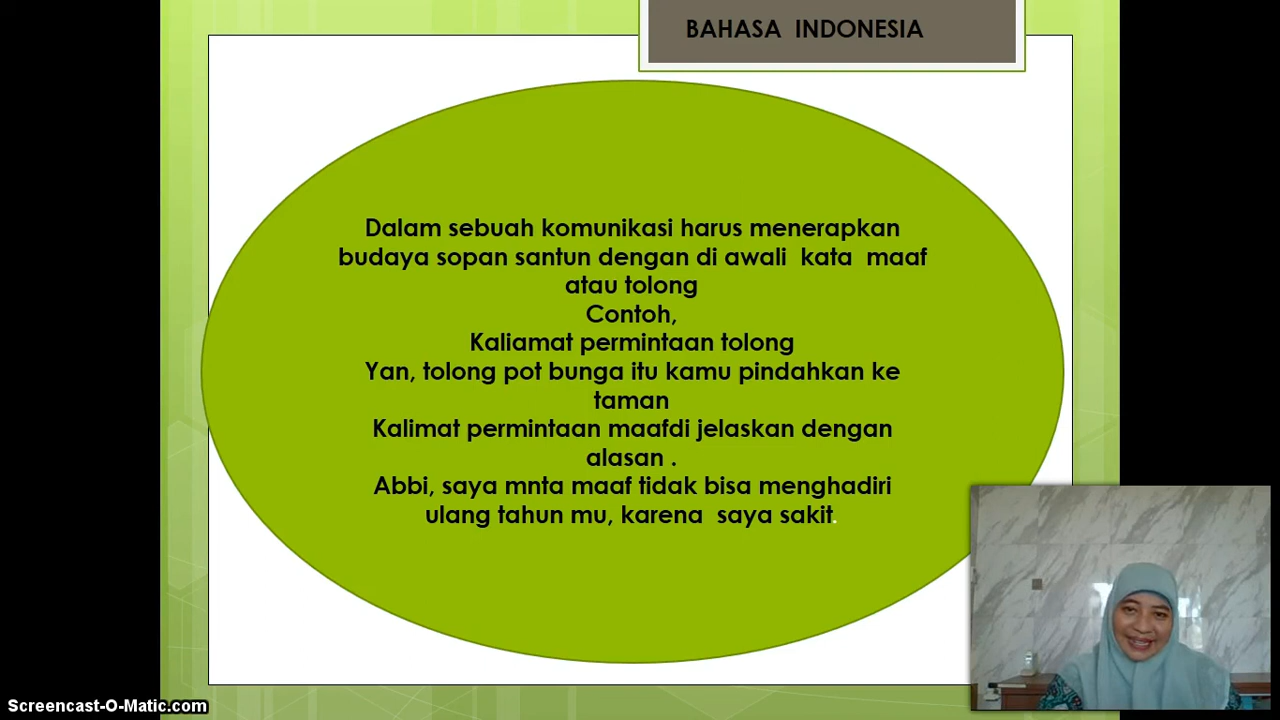 BAHASA INDONESIA
Dalam sebuah komunikasi harus menerapkan
budaya sopan santun dengan di awali kata maaf
atau tolong
Contoh,
Kaliamat permintaan tolong
Yan, tolong pot bunga itu kamu pindahkan ke
taman
Kalimat permintaan maafdi jelaskan dengan
alasan .
Abbi, saya mnta maaf tidak bisa menghadiri
ulang tahun mu, karena saya sakit.
Screencast-O-Matic.com